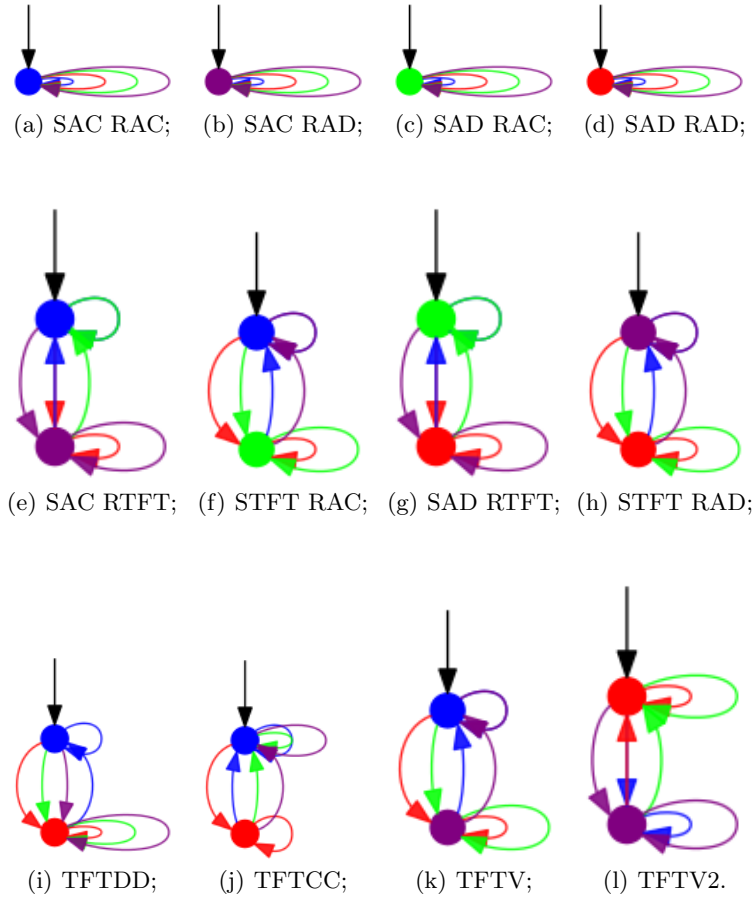 (a) SAC RAC; (b) SAC RAD; (c) SAD RAC; (d) SAD RAD;
(e) SAC RTFT; (f) STFT RAC; (g) SAD RTFT; (h) STFT RAD;
(i) TFTDD; (j) TFTCC; (k) TFTV; (l) TFTV2.